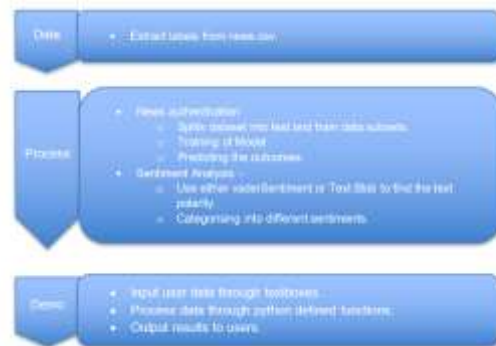 Data
• Extract labels from news.csv
Process
• News authentication
○ Splits dataset into test and train data subsets
○ Training of Model
○ Predicting the outcomes
• Sentiment Analysis
○ Use either vaderSentiment or Text Blob to find the text
polarity
○ Categorising into different sentiments
Demo
• Input user data through textboxes
• Process data through python defined functions
• Output results to users